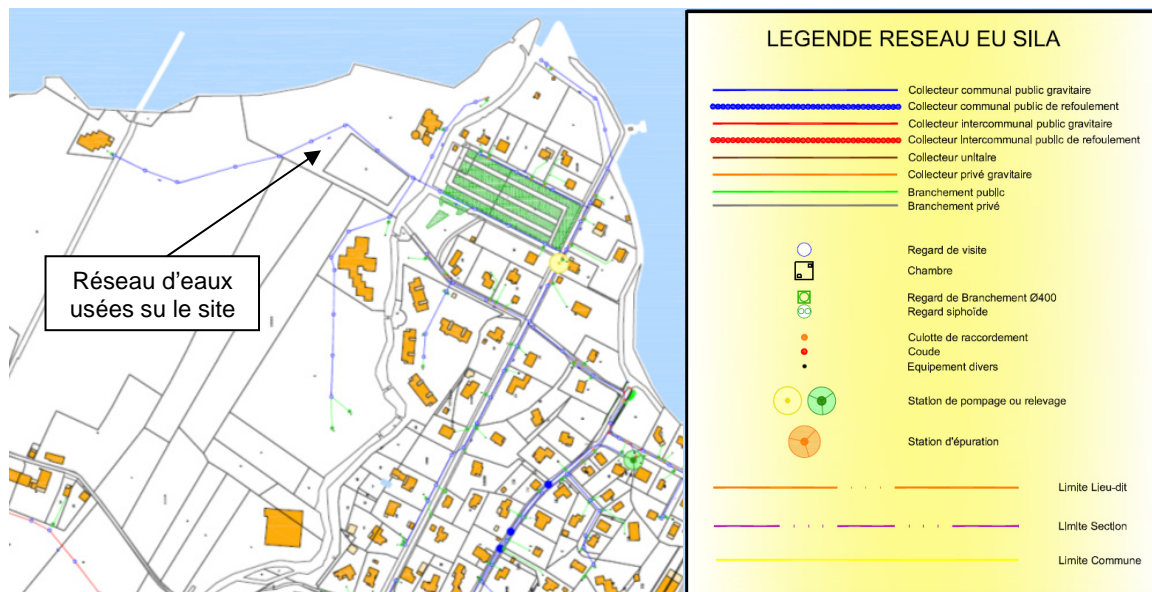 Réseau d'eaux
usées su le site
LEGENDE RESEAU EU SILA
Collecteur communal public gravitaire
Collecteur communal public de refoulement
Collecteur intercommunal public gravitaire
Collecteur Intercommunal public de refoulement
Collecteur unitaire
Collecteur privé gravitaire
Branchement public
Branchement privé
Regard de visite
Chambre
Regard de Branchement Ø400
Regard siphoïde
Culotte de raccordement
Coude
Equipement divers
Station de pompage ou relevage
Station d'épuration
Limite Lieu-dit
Limite Section
Limite Commune